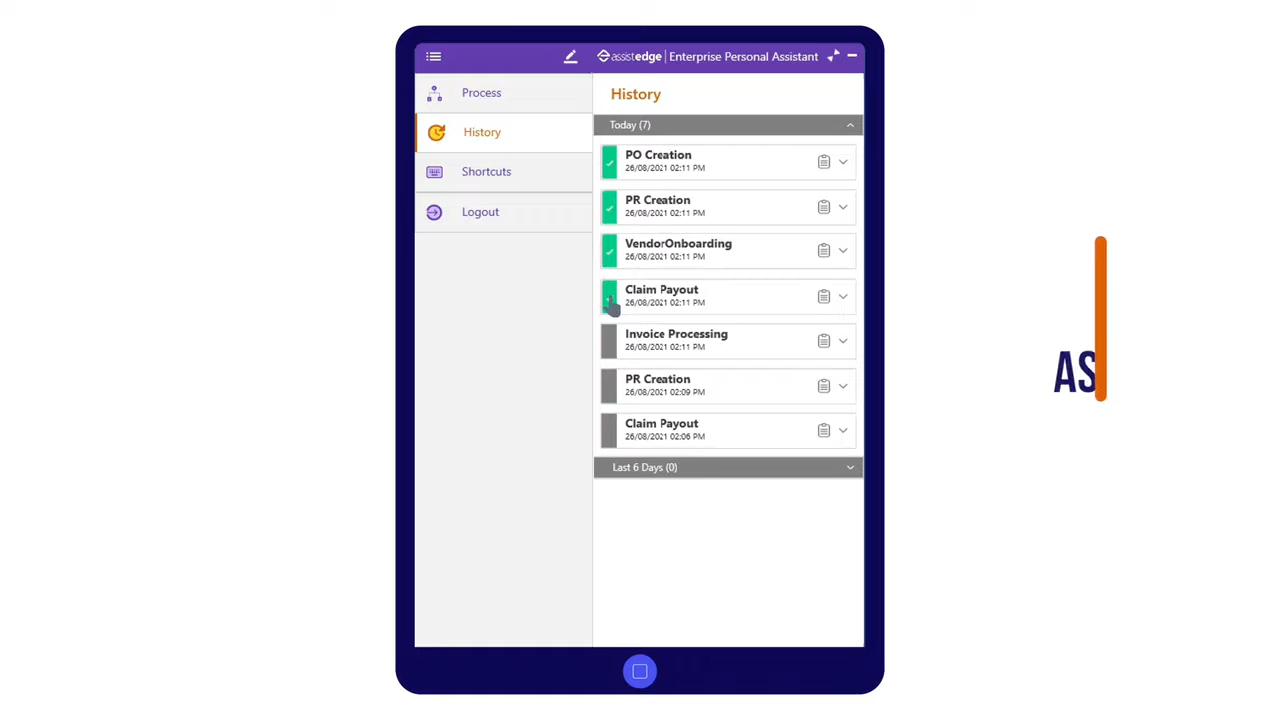 assistedge | Enterprise Personal Assistant
Process
History
Shortcuts
Logout
History
Today (7)
PO Creation
26/08/2021 02:11 PM
PR Creation
26/08/2021 02:11 PM
VendorOnboarding
26/08/2021 02:11 PM
Claim Payout
26/08/2021 02:11 PM
Invoice Processing
26/08/2021 02:11 PM
PR Creation
26/08/2021 02:09 PM
Claim Payout
26/08/2021 02:06 PM
Last 6 Days (0)
AS